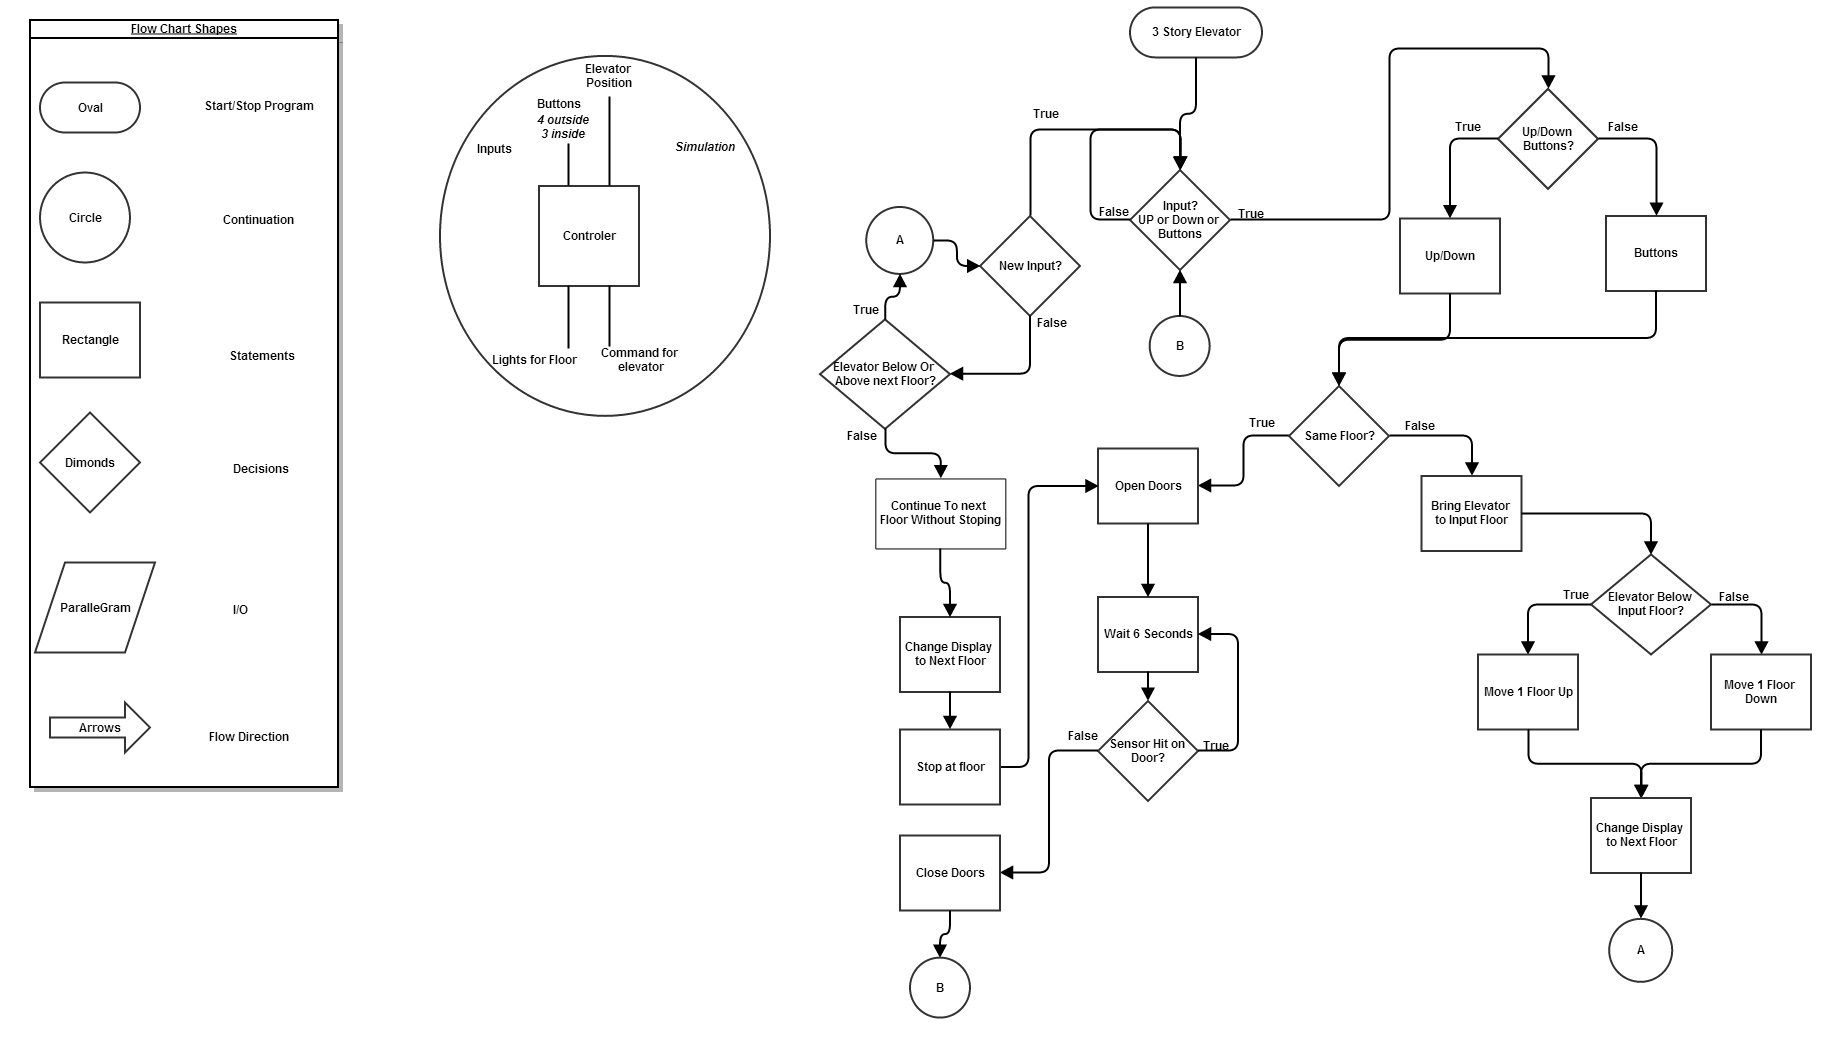 Flow Chart Shapes
Oval
Start/Stop Program
Circle
Continuation
Rectangle
Statements
Dimonds
Decisions
ParalleGram
I/O
Arrows
Flow Direction
Elevator
Position
Buttons
4 outside
3 inside
Inputs
Simulation
Controler
Lights for Floor
Command for
elevator
3 Story Elevator
True
Input?
UP or Down or
Buttons
False
True
Up/Down
Buttons?
True
False
Up/Down
Buttons
A
New Input?
True
False
B
Elevator Below Or
Above next Floor?
False
Continue To next
Floor Without Stoping
Change Display
to Next Floor
Stop at floor
Same Floor?
True
False
Open Doors
Wait 6 Seconds
Sensor Hit on
Door?
False
True
Close Doors
B
Bring Elevator
to Input Floor
Elevator Below
Input Floor?
True
False
Move 1 Floor Up
Move 1 Floor
Down
Change Display
to Next Floor
A